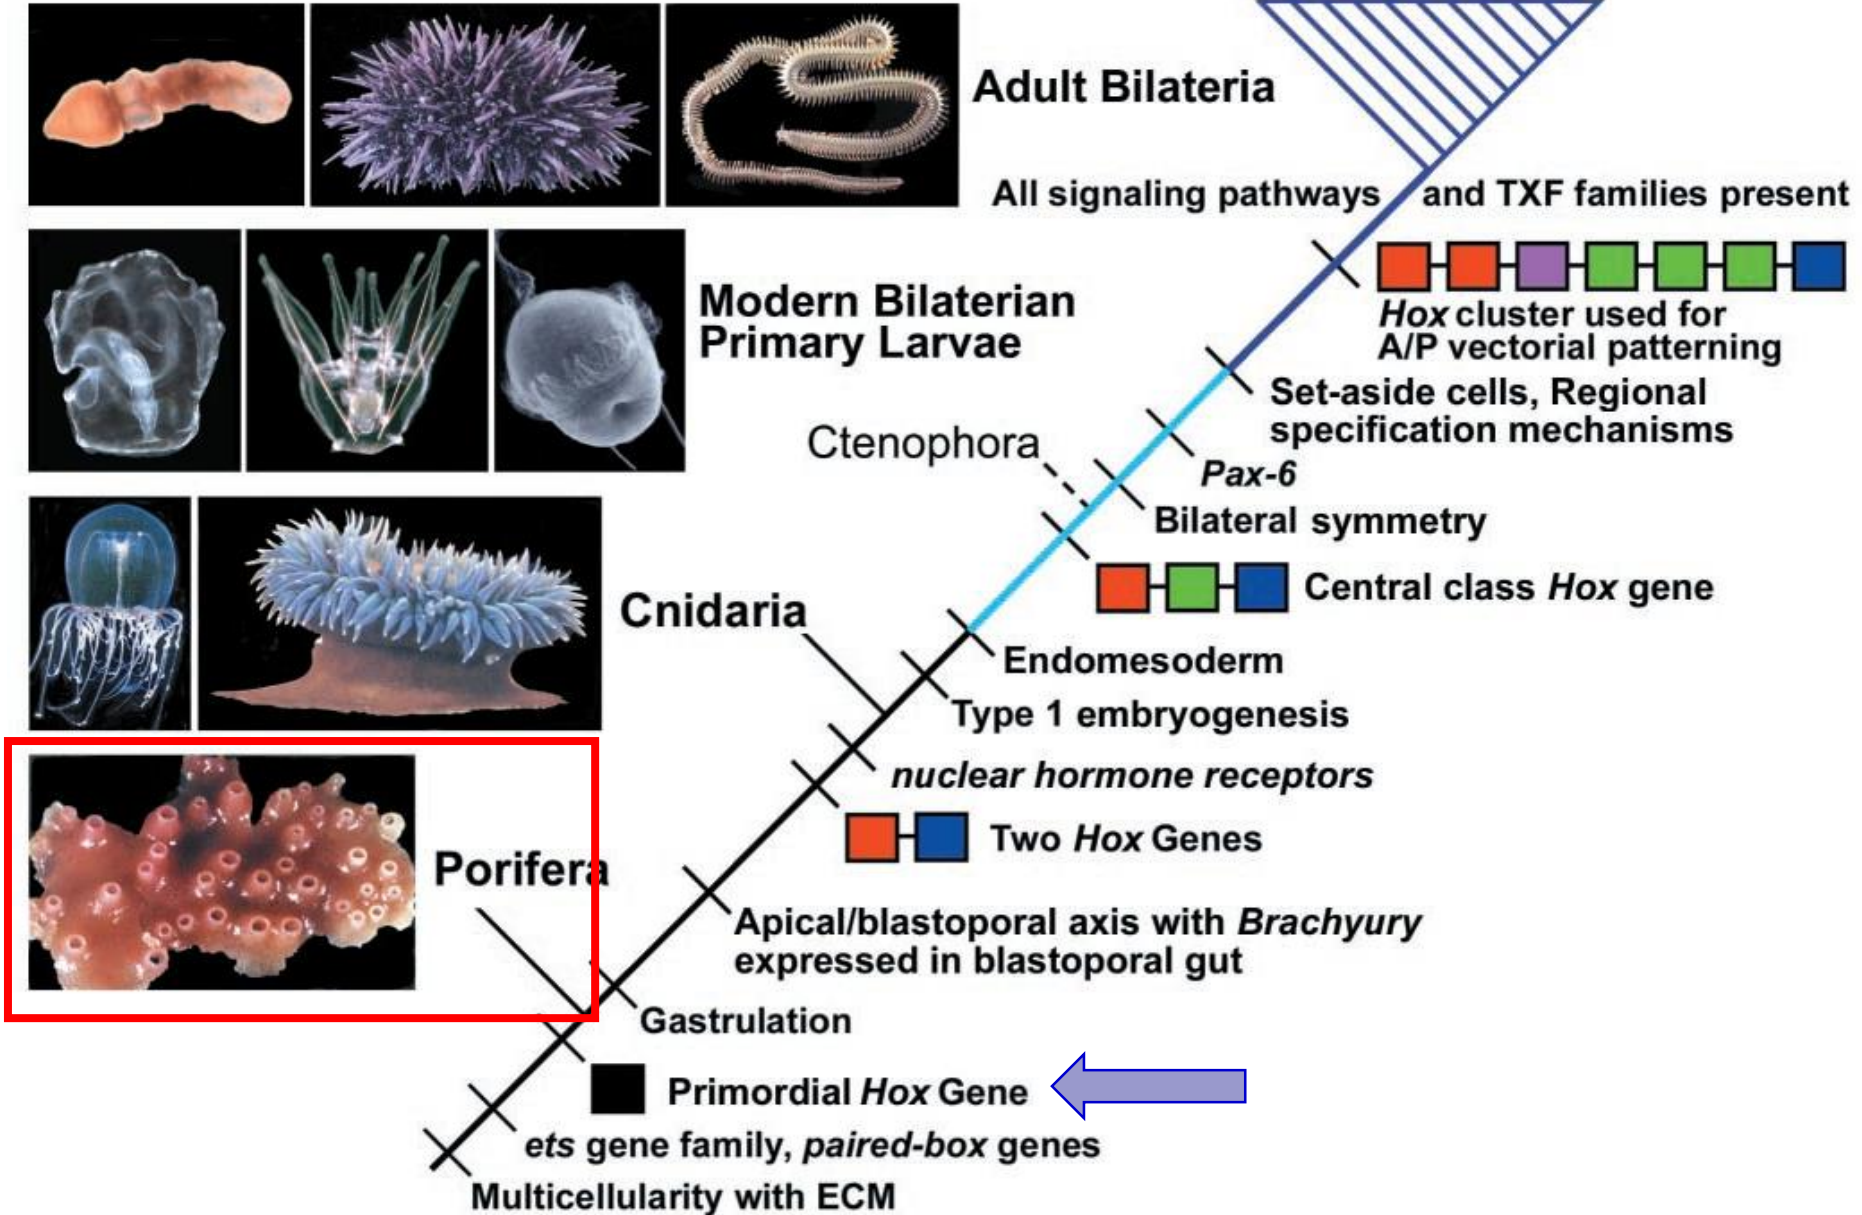 Adult Bilateria
All signaling pathways and TXF families present
Hox cluster used for
A/P vectorial patterning
Modern Bilaterian
Primary Larvae
Set-aside cells, Regional
specification mechanisms
Ctenophora
Pax-6
Bilateral symmetry
Central class Hox gene
Cnidaria
Endomesoderm
Type 1 embryogenesis
nuclear hormone receptors
Two Hox Genes
Porifera
Apical/blastoporal axis with Brachyury
expressed in blastoporal gut
Gastrulation
Primordial Hox Gene
ets gene family, paired-box genes
Multicellularity with ECM